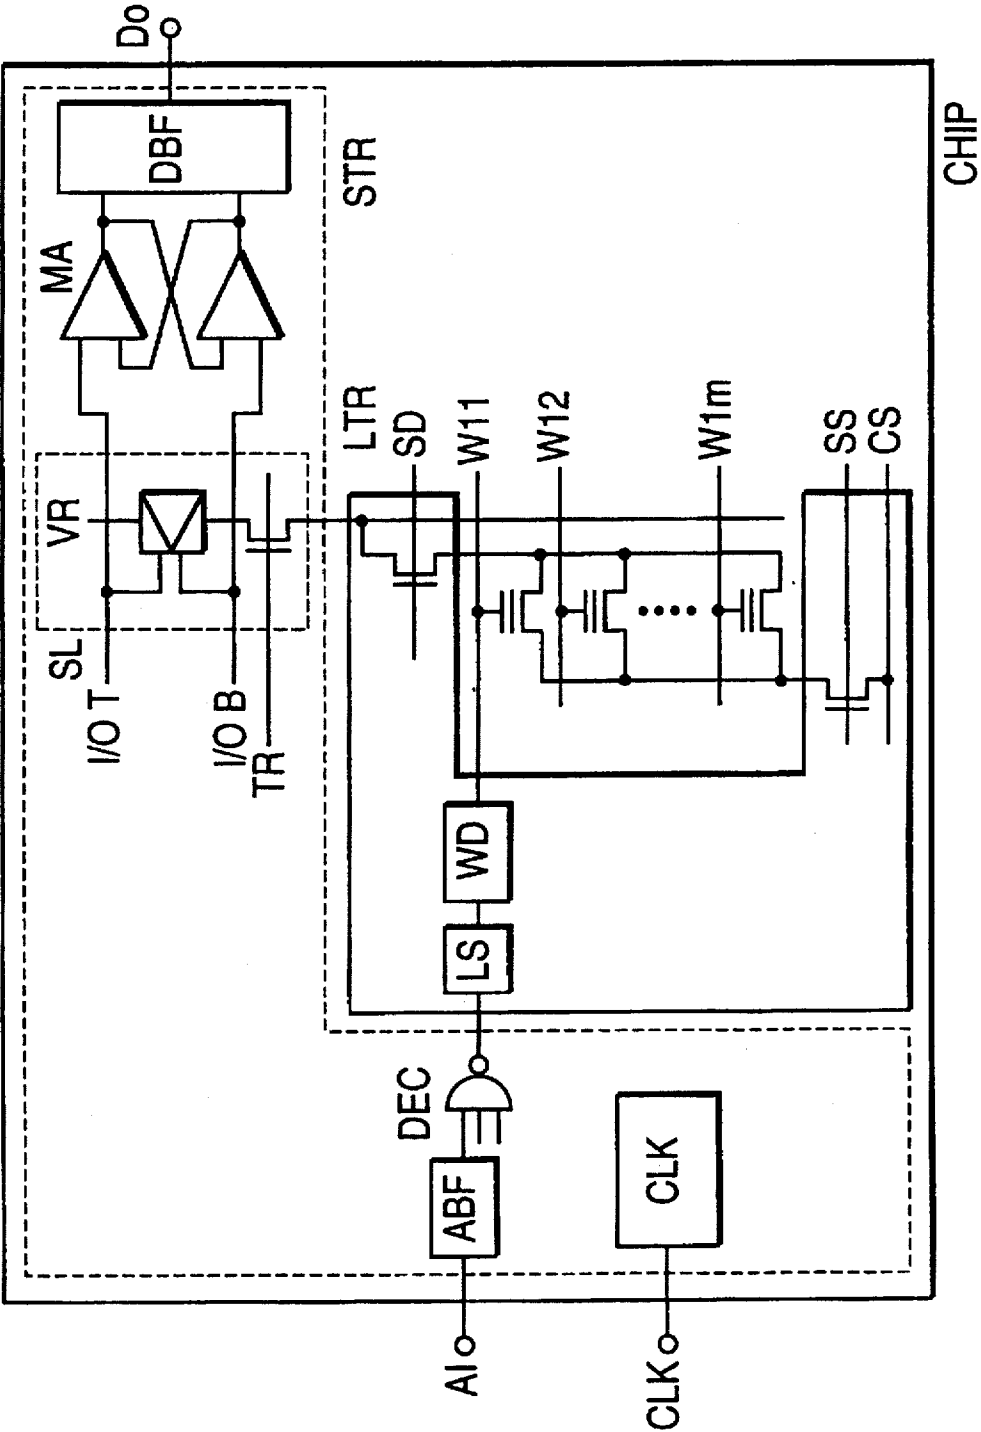 Do
DBF
MA
STR
CHIP
VR
LTR
SD
W11
W12
W1m
SS
CS
SL
I/O T
I/O B
TR
WD
LS
DEC
ABF
CLK
AI
CLK